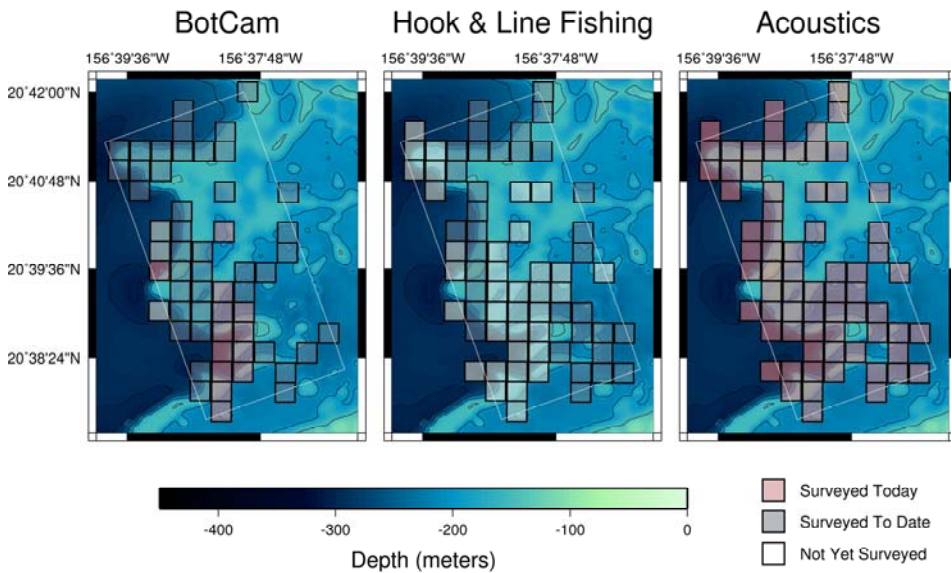 BotCam
Hook & Line Fishing
Acoustics
156°39'36"W 156°37'48"W
156°39'36"W 156°37'48"W
156°39'36"W 156°37'48"W
20°42'00"N
20°40'48"N
20°39'36"N
20°38'24"N
-400 -300 -200 -100 0
Depth (meters)
Surveyed Today
Surveyed To Date
Not Yet Surveyed